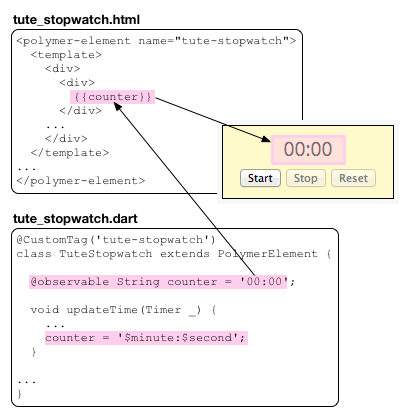 tute_stopwatch.html
<polymer-element name="tute-stopwatch">
<template>
<div>
<div>
{{counter}}
</div>
...
</div>
</template>
...
</polymer-element>
00:00
Start Stop Reset
tute_stopwatch.dart
@CustomTag('tute-stopwatch')
class TuteStopwatch extends PolymerElement {
@observable String counter = '00:00';
void updateTime(Timer _) {
...
counter = '$minute:$second';
}
...
}